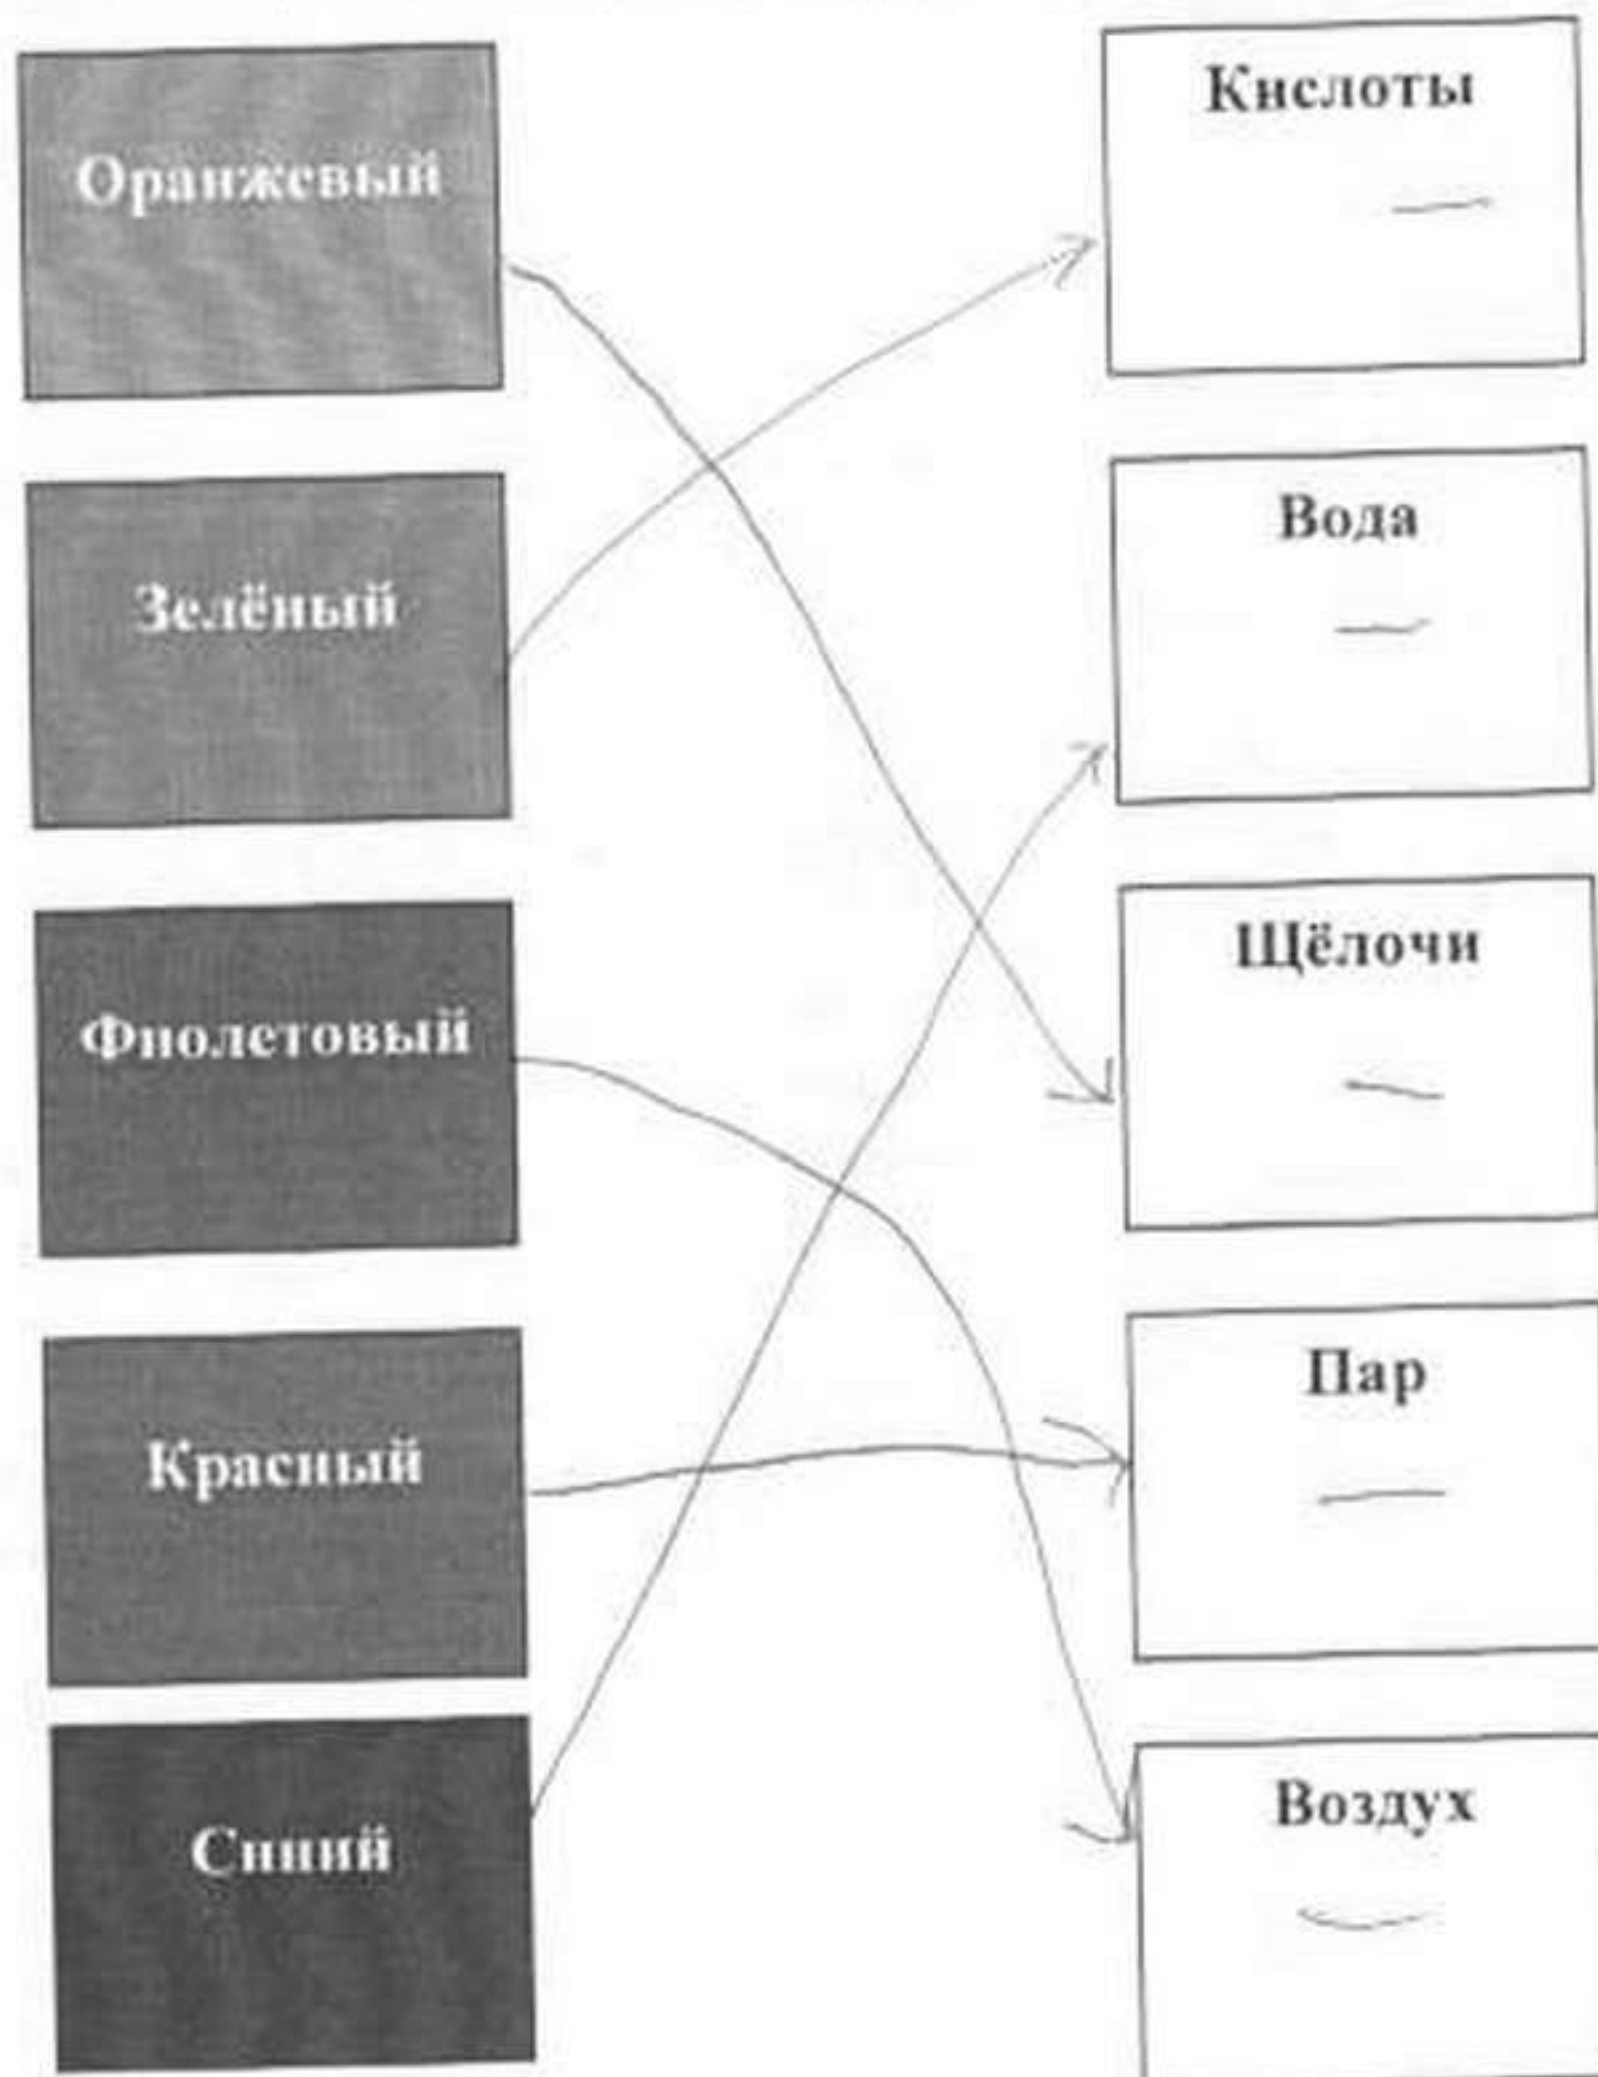 Оранжевый
Кислоты
Зелёный
Вода
Фиолетовый
Щёлочи
Красный
Пар
Синий
Воздух